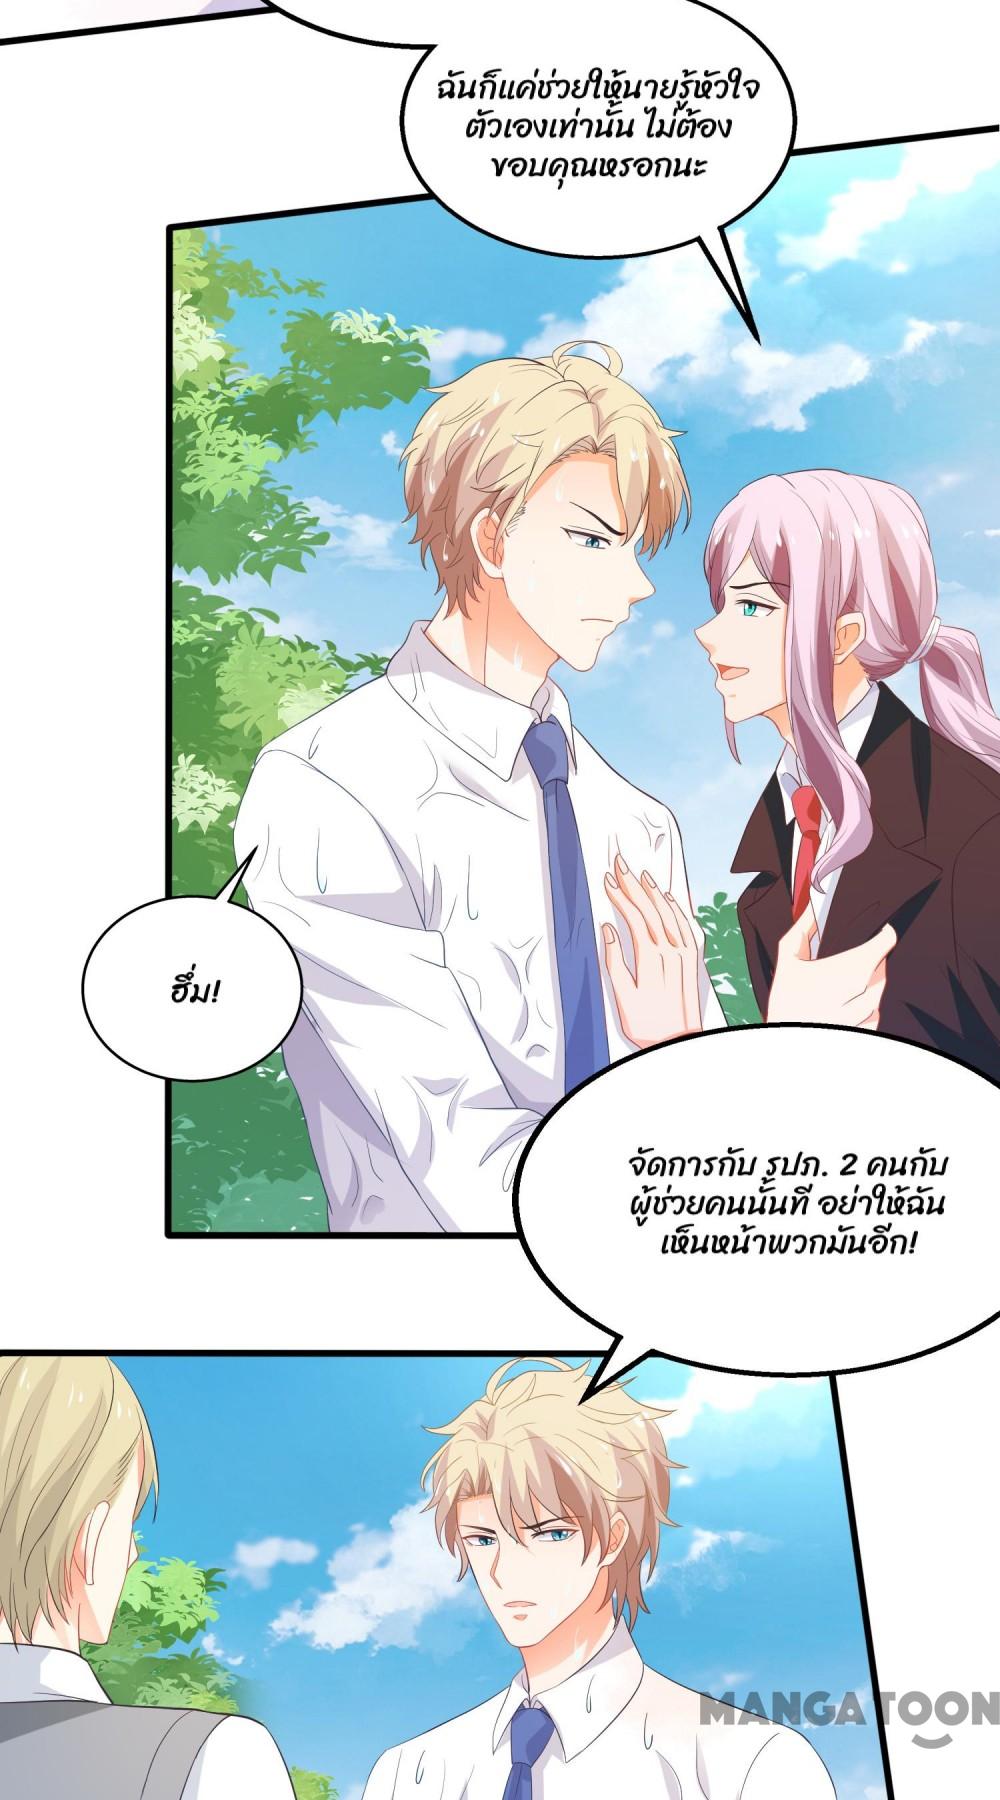 ฉันก็แค่ช่วยให้นายรู้หัวใจ
ตัวเองเท่านั้น ไม่ต้อง
ขอบคุณหรอกนะ
ฮึ่ม!
จัดการกับ รปภ. 2 คนกับ
ผู้ช่วยคนนั้นที อย่าให้ฉัน
เห็นหน้าพวกมันอีก!
MANGATOON